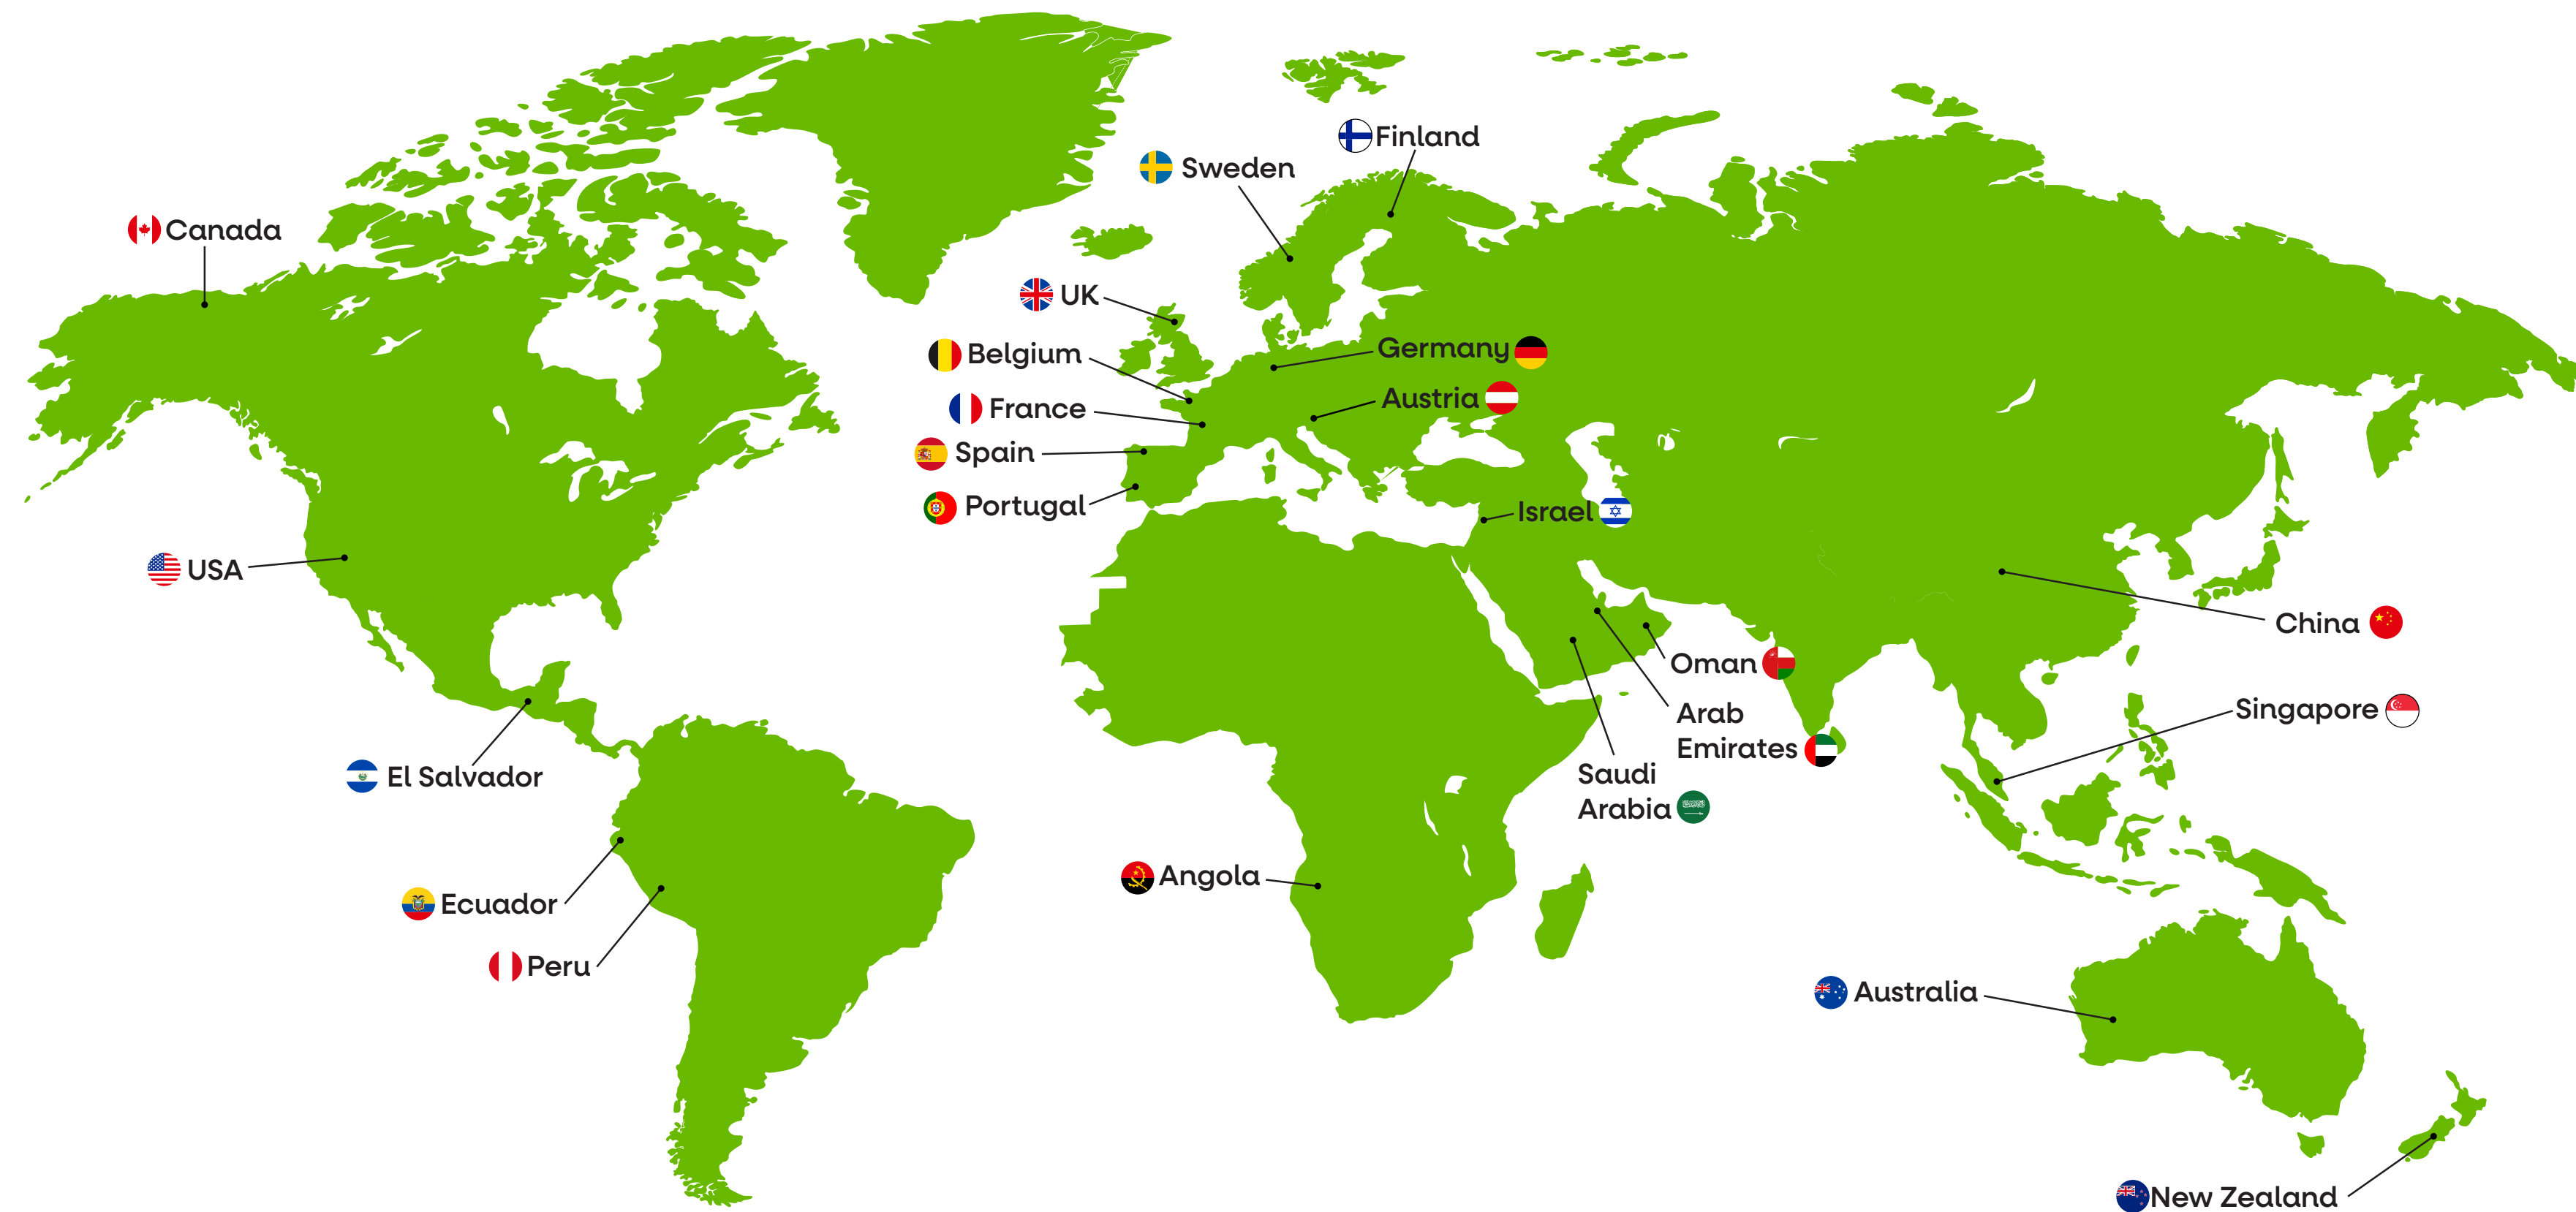 Finland
Sweden
Canada
UK
Germany
Belgium
Austria
France
Spain
Portugal
Israel
USA
China
Oman
Singapore
Arab
Emirates
Saudi
Arabia
El Salvador
Angola
Ecuador
Peru
Australia
New Zealand